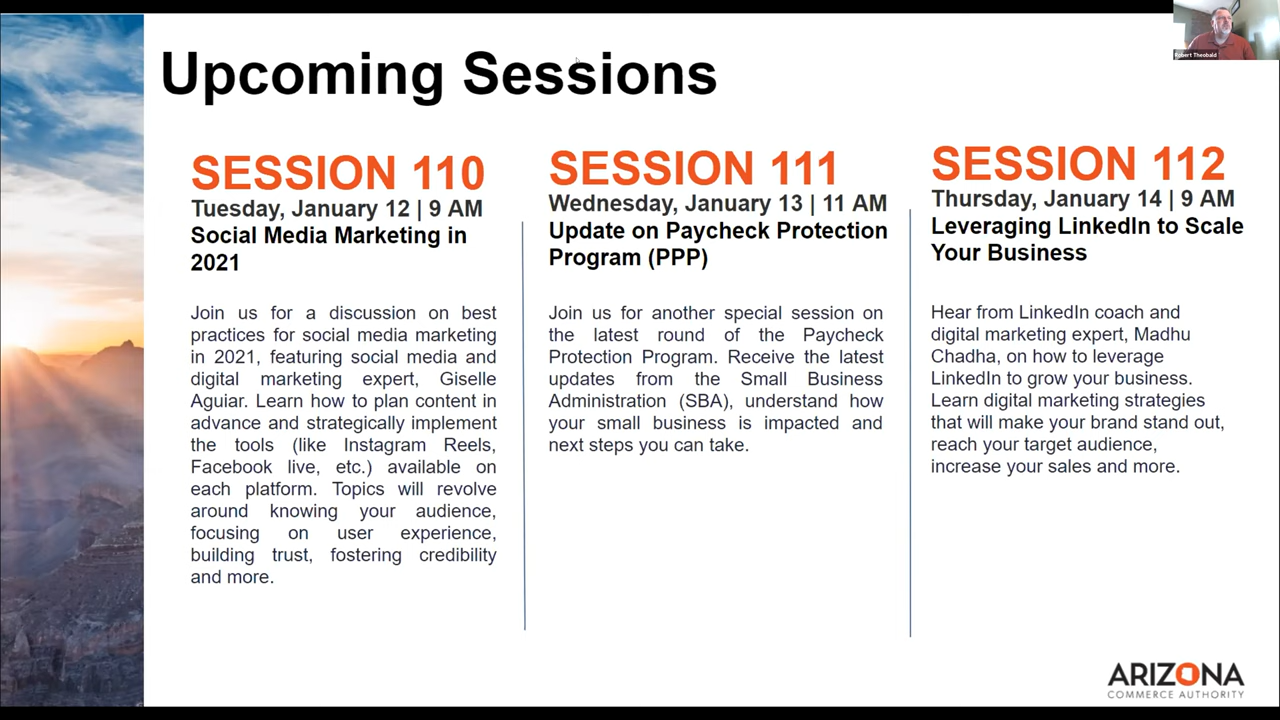 Robert Theobald
Upcoming Sessions
SESSION 110
Tuesday, January 12 | 9 AM
Social Media Marketing in
2021
Join us for a discussion on best
practices for social media marketing
in 2021, featuring social media and
digital marketing expert, Giselle
Aguiar. Learn how to plan content in
advance and strategically implement
the tools (like Instagram Reels,
Facebook live, etc.) available on
each platform. Topics will revolve
around knowing your audience,
focusing on user experience,
building trust, fostering credibility
and more.
SESSION 111
Wednesday, January 13 | 11 AM
Update on Paycheck Protection
Program (PPP)
Join us for another special session on
the latest round of the Paycheck
Protection Program. Receive the latest
updates from the Small Business
Administration (SBA), understand how
your small business is impacted and
next steps you can take.
SESSION 112
Thursday, January 14 | 9 AM
Leveraging LinkedIn to Scale
Your Business
Hear from LinkedIn coach and
digital marketing expert, Madhu
Chadha, on how to leverage
LinkedIn to grow your business.
Learn digital marketing strategies
that will make your brand stand out,
reach your target audience,
increase your sales and more.
ARIZONA
COMMERCE AUTHORITY